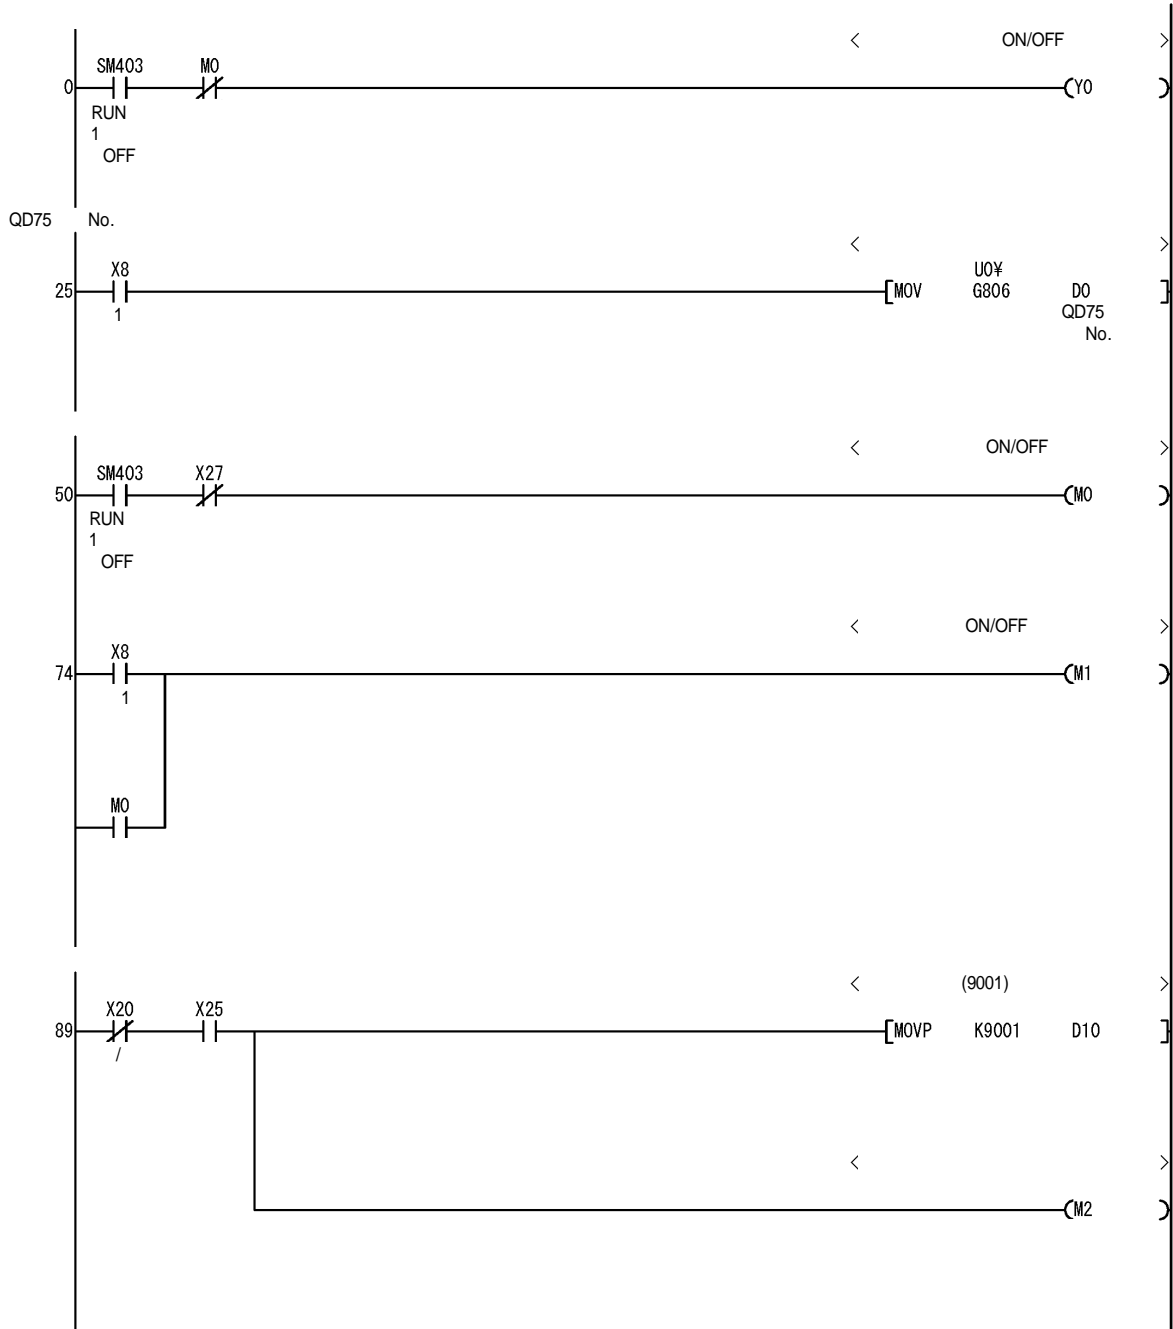 < ON/OFF >
SM403 M0
0 (Y0 )
RUN
1
OFF
QD75 No.
< >
X8 U0¥
25 [MOV G806 D0 ]
1 QD75
No.
< ON/OFF >
SM403 X27
50 (M0 )
RUN
1
OFF
< ON/OFF >
X8
74 (M1 )
1
M0
< (9001) >
X20 X25
89 [MOVP K9001 D10 ]
/
< >
(M2 )